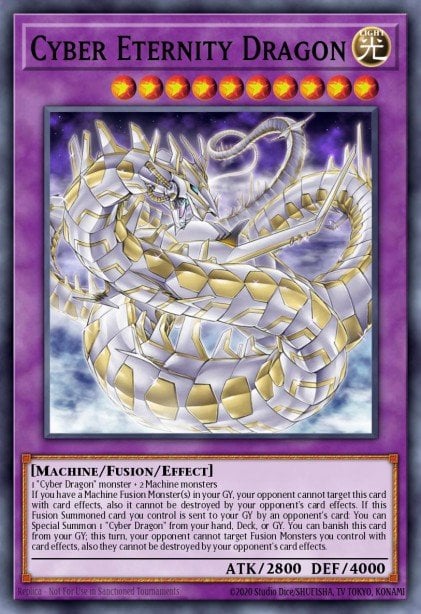 CYBER ETERNITY DRAGON
LIGHT
光
[MACHINE/FUSION/EFFECT]
1 "Cyber Dragon" monster + 2 Machine monsters
If you have a Machine Fusion Monster(s) in your GY, your opponent cannot target this card
with card effects, also it cannot be destroyed by your opponent's card effects. If this
Fusion Summoned card you control is sent to your GY by an opponent's card: You can
Special Summon 1 "Cyber Dragon" from your hand, Deck, or GY. You can banish this card
from your GY; this turn, your opponent cannot target Fusion Monsters you control with
card effects, also they cannot be destroyed by your opponent's card effects.
ATK/2800 DEF/4000
Replica - Not For Use in Sanctioned Tournaments
©2020 Studio Dice/SHUEISHA, TV TOKYO, KONAMI